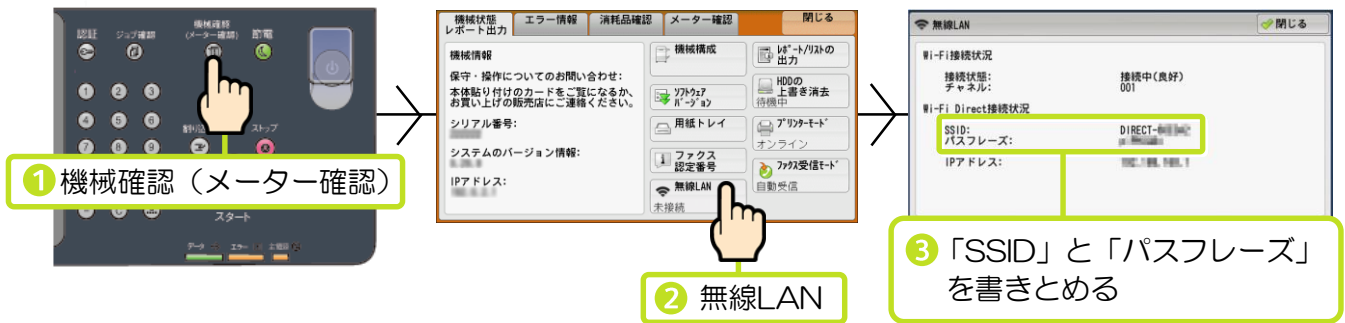 認証
ジョブ確認
機械確認
(メーター確認)
節電
1 2 3
4 5 6
ストップ
7 8 9
C
スタート
データ
エラー
主電源
1 機械確認(メーター確認)
機械状態
レポート出力
エラー情報
消耗品確認
メーター確認
閉じる
機械情報
保守・操作についてのお問い合わせ:
本体貼り付けのカードをご覧になるか、
お買い上げの販売店にご連絡ください。
シリアル番号:
システムのバージョン情報:
IPアドレス:
機械構成
ソフトウェア
バージョン
用紙トレイ
ファクス
認定番号
無線LAN
未接続
レポート/リストの
出力
HDDの
上書き消去
待機中
プリンターモード
オンライン
ファクス受信モード
自動受信
2 無線LAN
無線LAN
閉じる
Wi-Fi接続状況
接続状態: 接続中(良好)
チャネル: 001
Wi-Fi Direct接続状況
SSID: DIRECT-
パスフレーズ:
IPアドレス:
3 「SSID」と「パスフレーズ」
を書きとめる